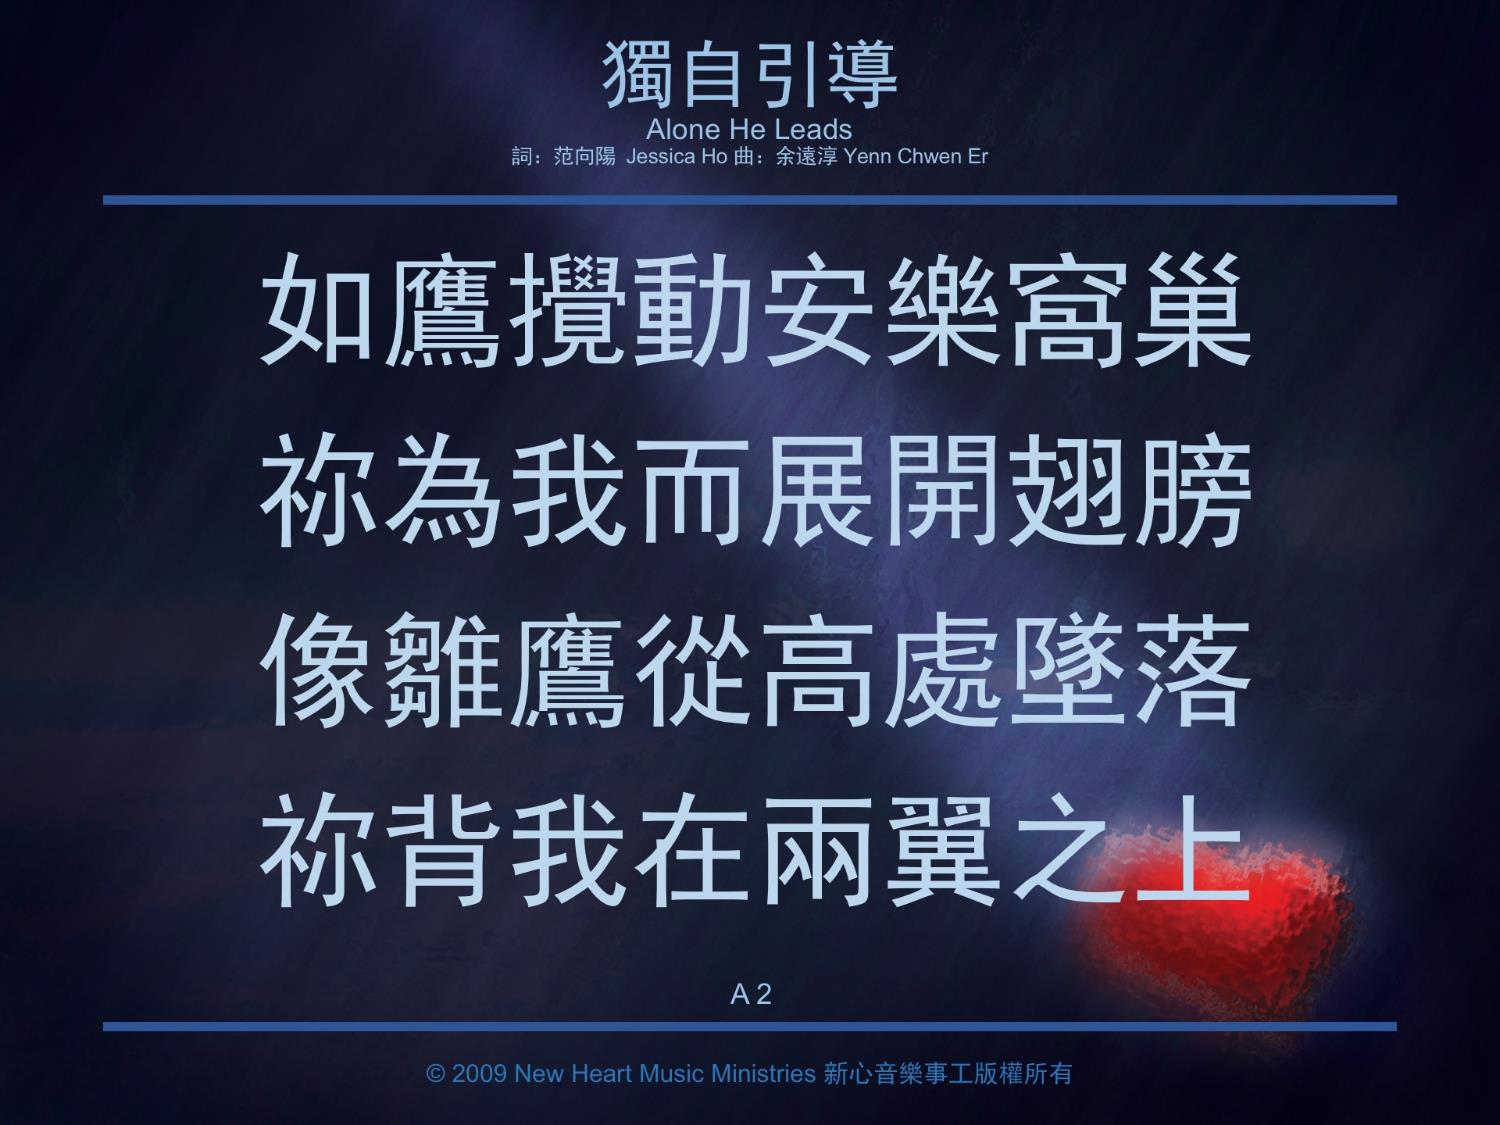 獨自引導
Alone He Leads
詞：范向陽 Jessica Ho 曲：余遠淳 Yenn Chwen Er
如鷹攪動安樂窩巢
祢為我而展開翅膀
像雛鷹從高處墜落
祢背我在兩翼之上
A 2
© 2009 New Heart Music Ministries 新心音樂事工版權所有